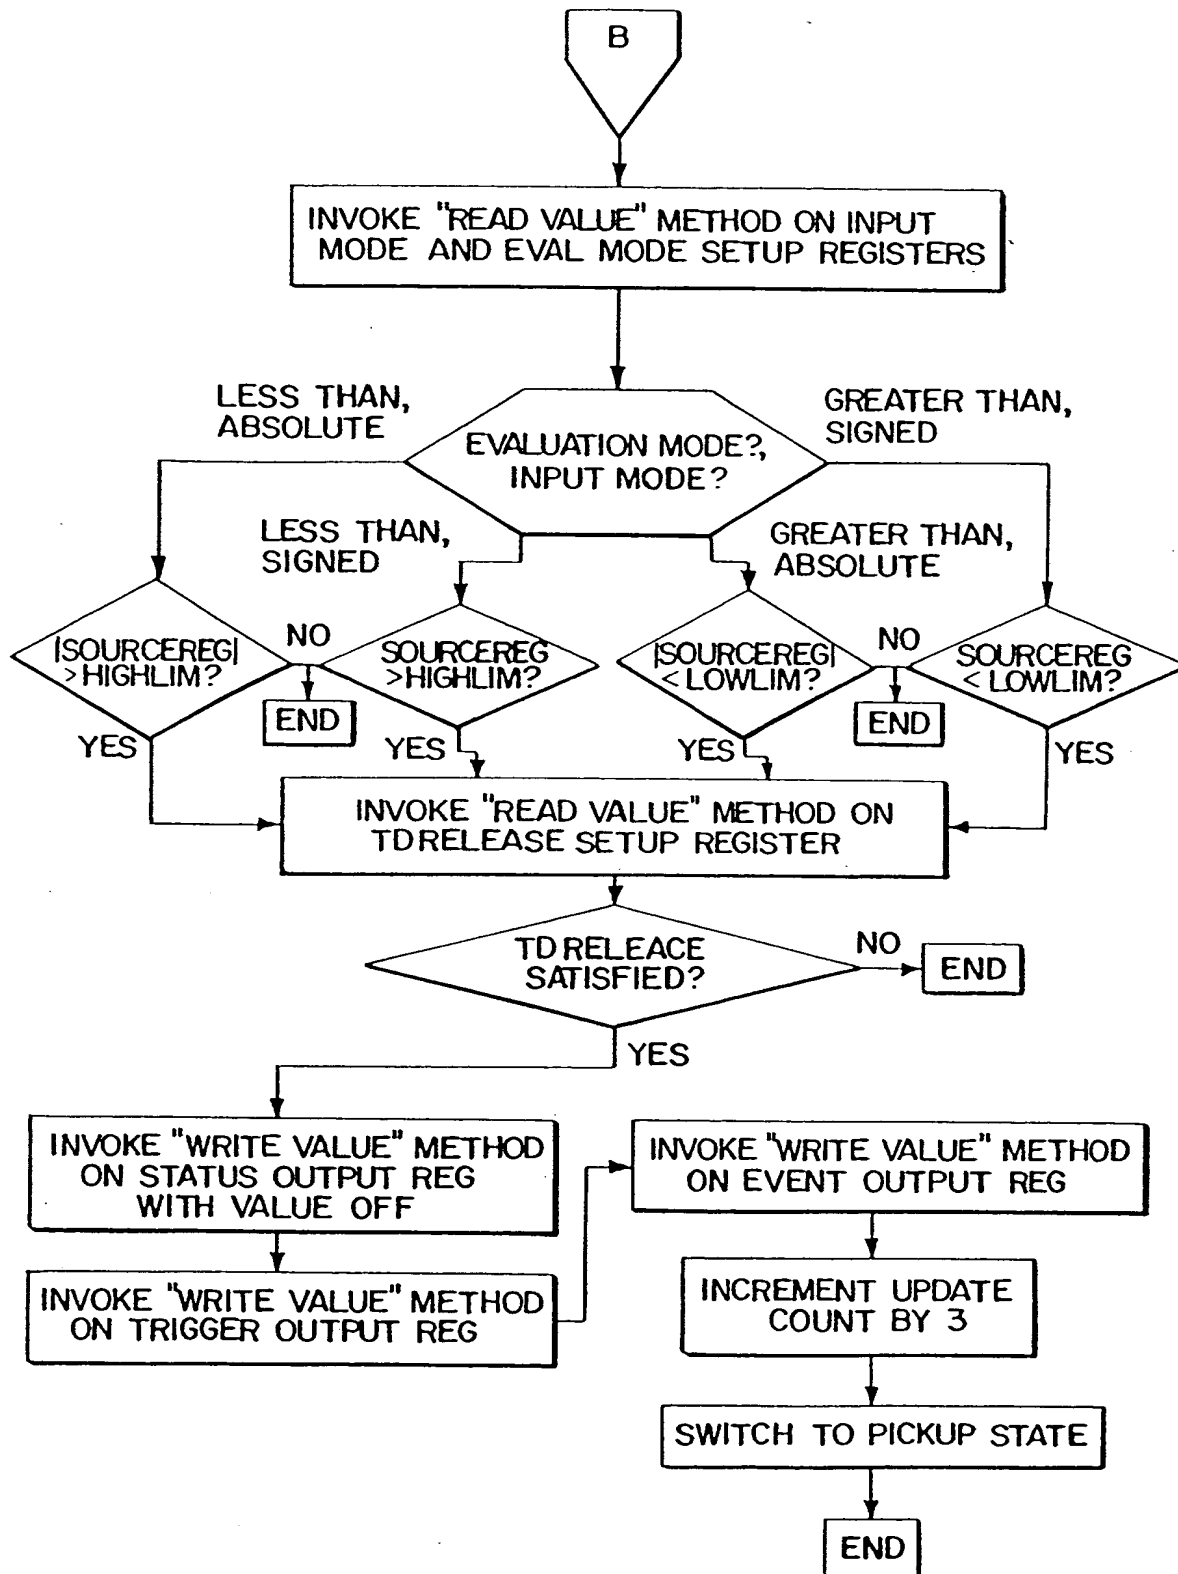 B
INVOKE "READ VALUE" METHOD ON INPUT
MODE AND EVAL MODE SETUP REGISTERS
LESS THAN,
ABSOLUTE
GREATER THAN,
SIGNED
EVALUATION MODE?,
INPUT MODE?
LESS THAN,
SIGNED
GREATER THAN,
ABSOLUTE
|SOURCEREG|
>HIGHLIM?
NO
SOURCEREG
>HIGHLIM?
|SOURCEREG|
<LOWLIM?
NO
SOURCEREG
<LOWLIM?
END
END
YES
YES
YES
YES
INVOKE "READ VALUE" METHOD ON
TD RELEASE SETUP REGISTER
TD RELEACE
SATISFIED?
NO
END
YES
INVOKE "WRITE VALUE" METHOD
ON STATUS OUTPUT REG
WITH VALUE OFF
INVOKE "WRITE VALUE" METHOD
ON TRIGGER OUTPUT REG
INVOKE "WRITE VALUE" METHOD
ON EVENT OUTPUT REG
INCREMENT UPDATE
COUNT BY 3
SWITCH TO PICKUP STATE
END